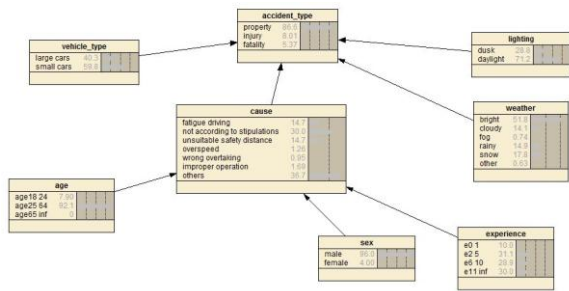 accident_type
property 86.6
injury 8.01
fatality 5.37
vehicle_type
large cars 40.3
small cars 59.8
lighting
dusk 28.8
daylight 71.2
cause
fatigue driving 14.7
not according to stipulations 30.0
unsuitable safety distance 14.7
overspeed 1.26
wrong overtaking 0.95
improper operation 1.69
others 36.7
weather
bright 51.8
cloudy 14.1
fog 0.74
rainy 14.9
snow 17.8
other 0.63
age
age18 24 7.90
age25 64 92.1
age65 inf 0
sex
male 96.0
female 4.00
experience
e0 1 10.0
e2 5 31.1
e6 10 28.9
e11 inf 30.0